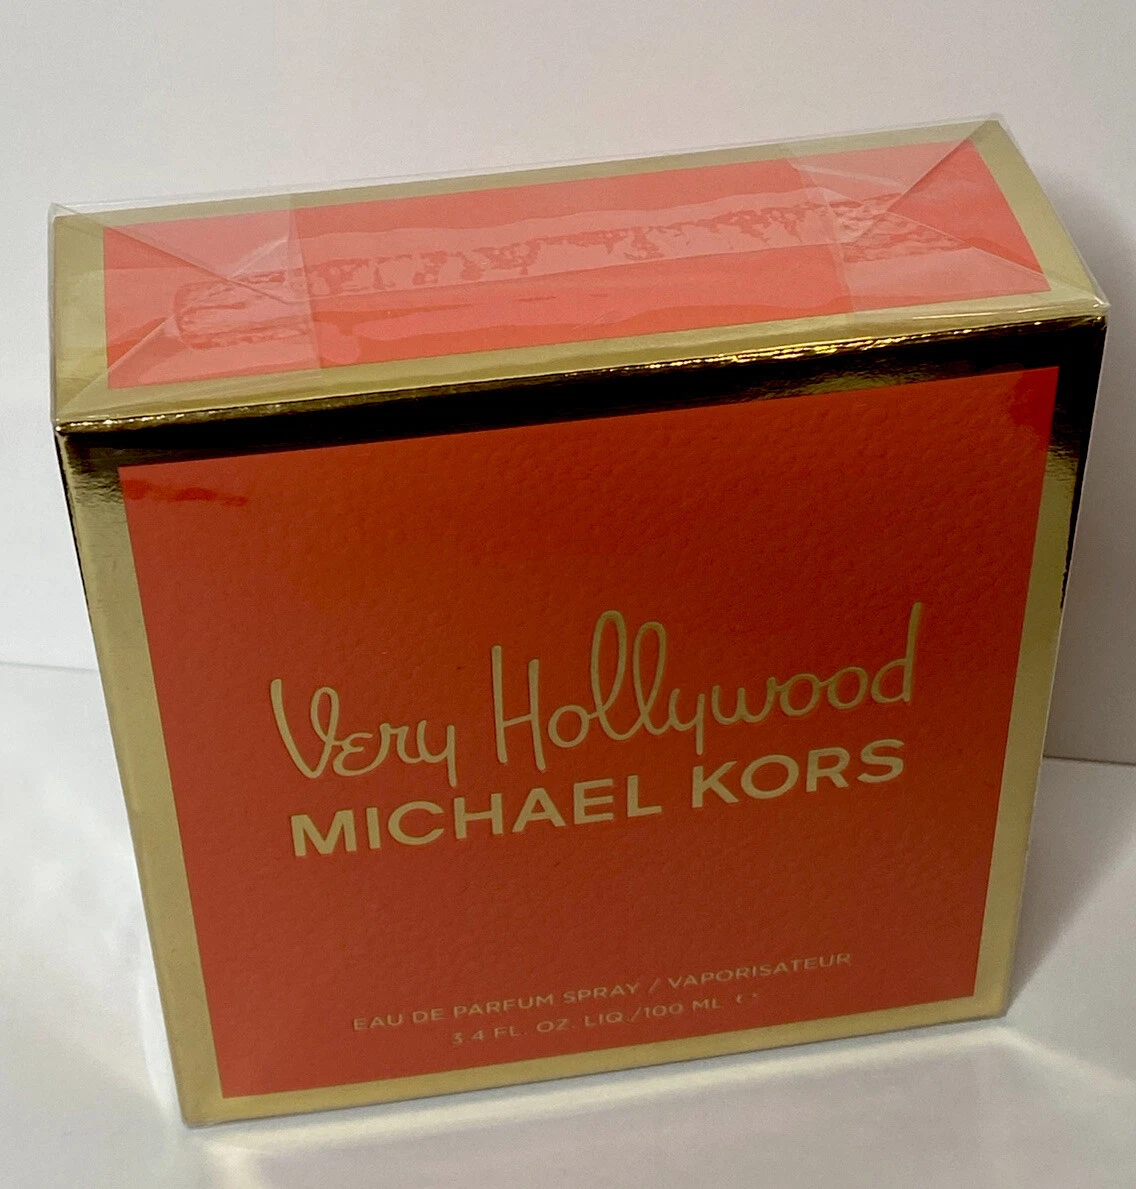 Very Hollywood
MICHAEL KORS
EAU DE PARFUM SPRAY / VAPORISATEUR
3.4 FL. OZ. LIQ./100 ML